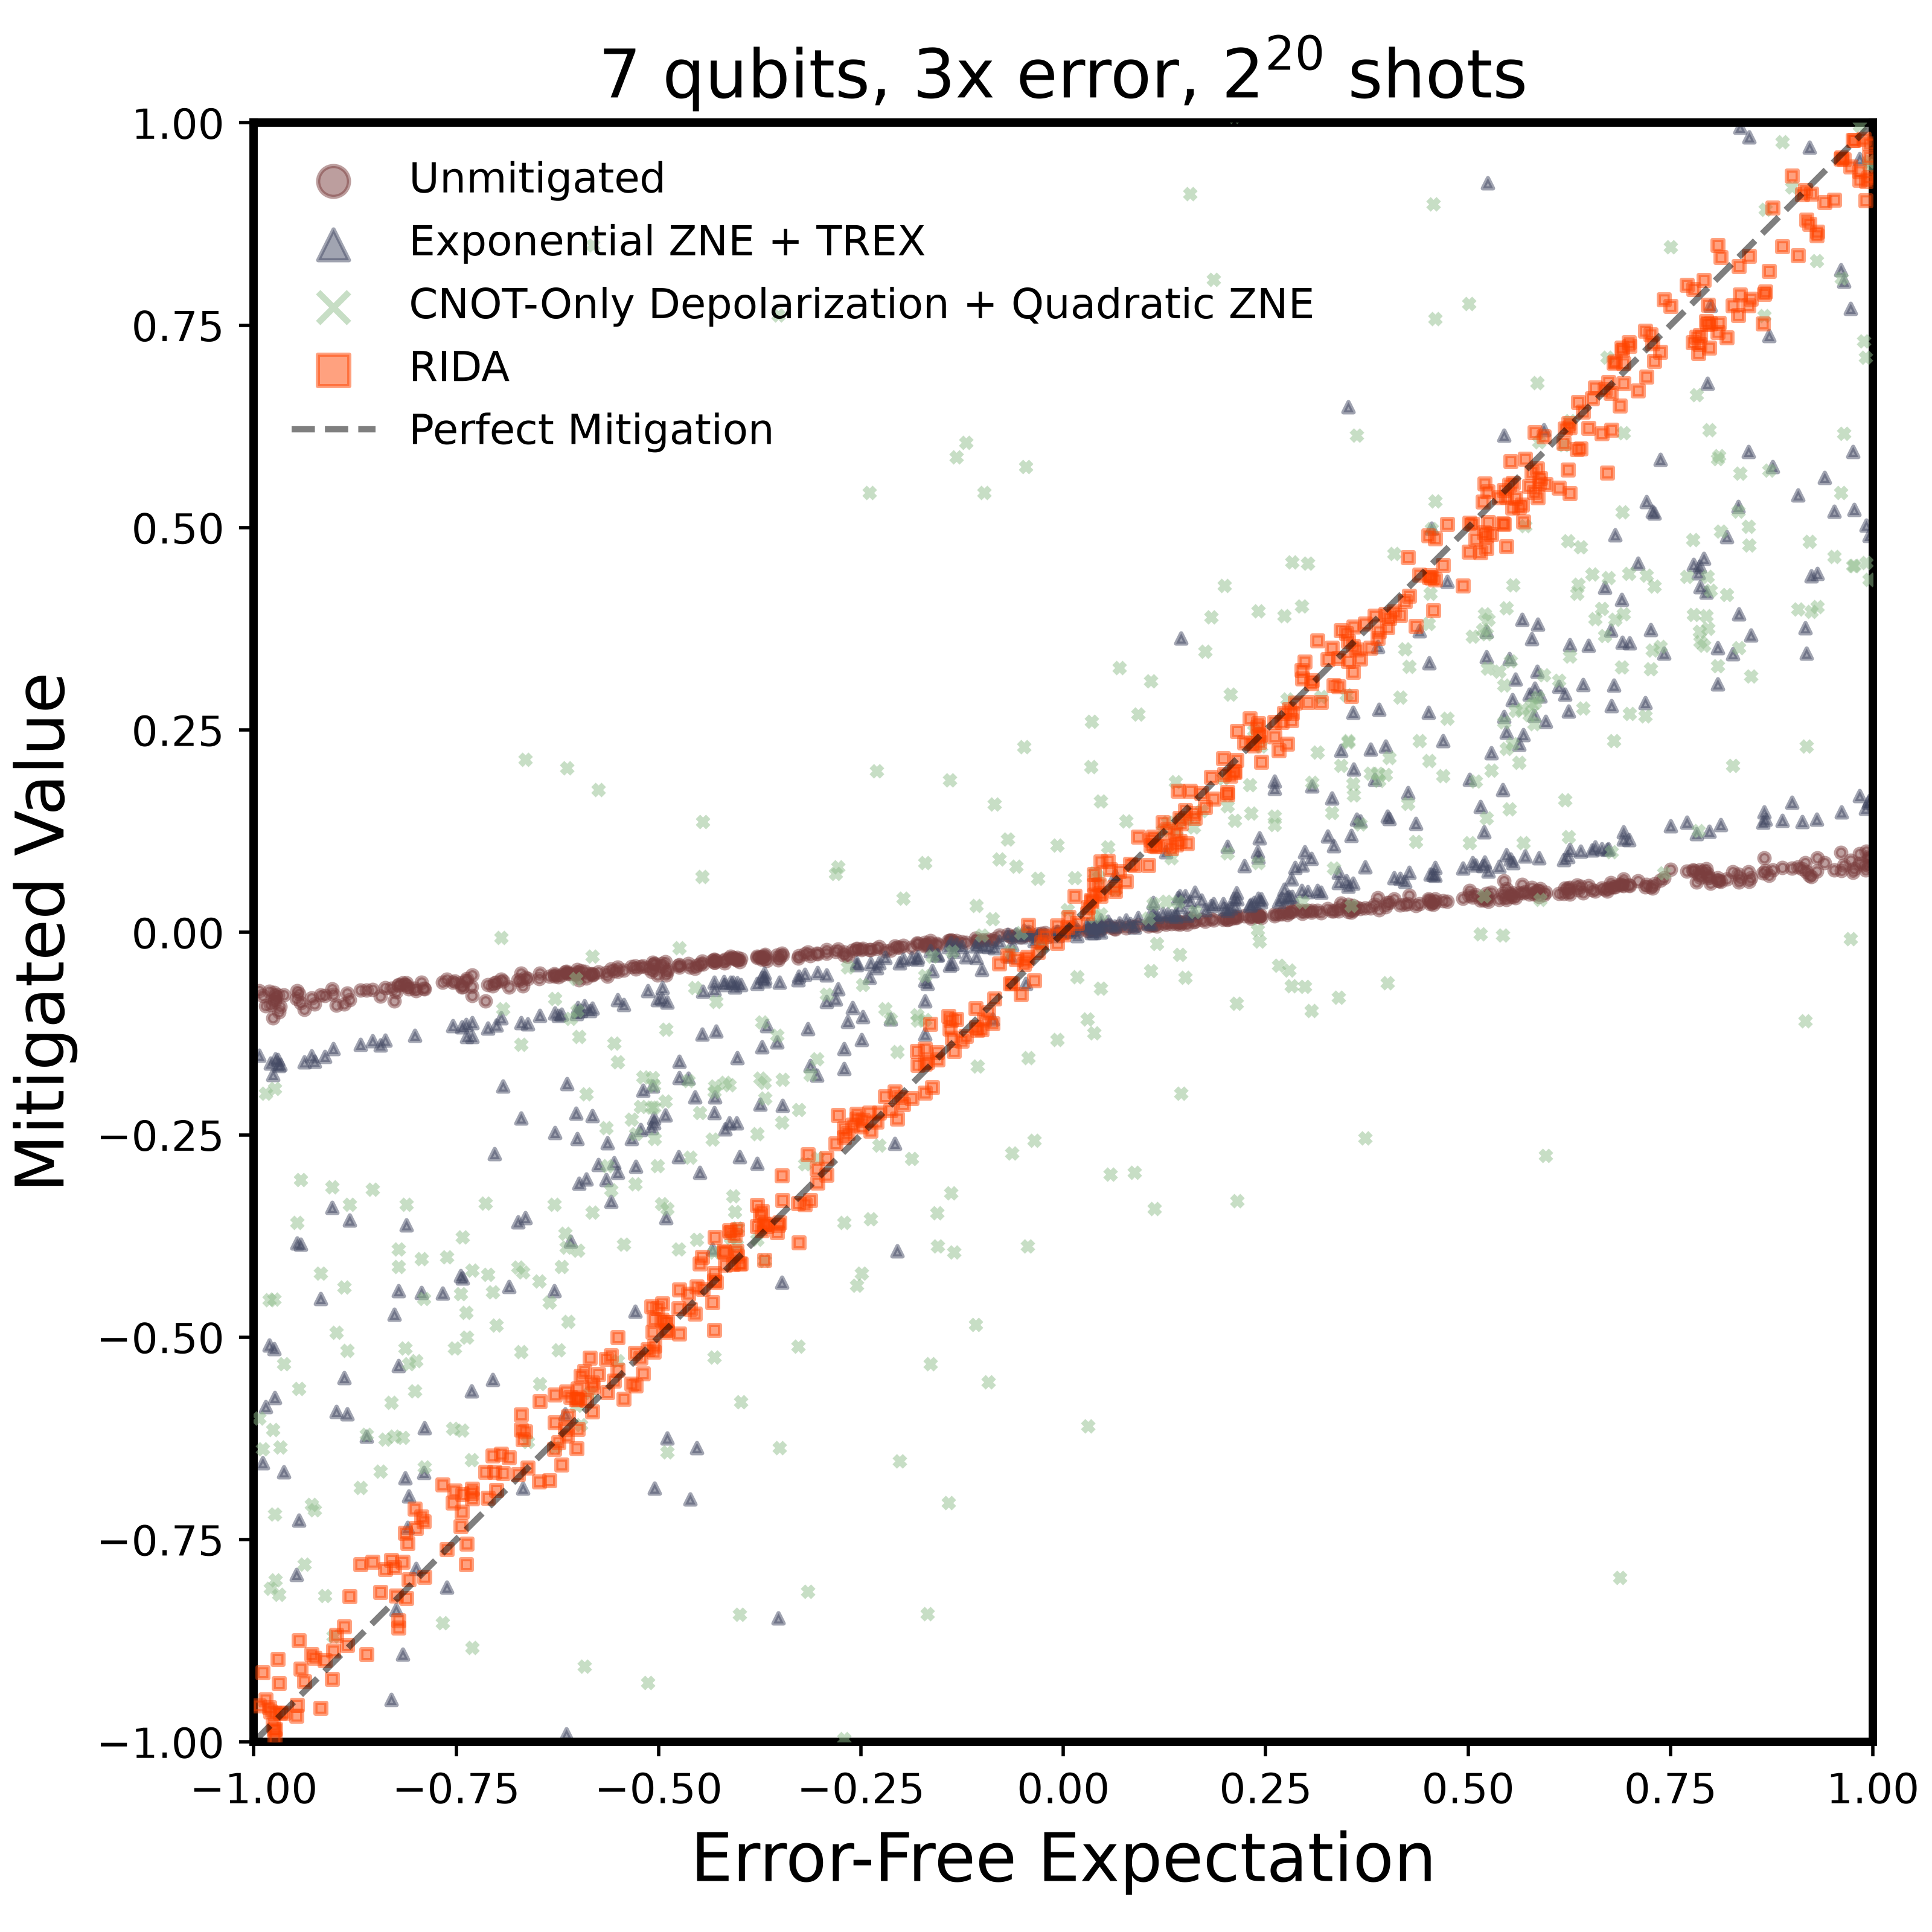 7 qubits, 3x error, 2²⁰ shots
1.00
0.75
0.50
0.25
0.00
−0.25
−0.50
−0.75
−1.00
Mitigated Value
Unmitigated
Exponential ZNE + TREX
CNOT-Only Depolarization + Quadratic ZNE
RIDA
Perfect Mitigation
−1.00 −0.75 −0.50 −0.25 0.00 0.25 0.50 0.75 1.00
Error-Free Expectation